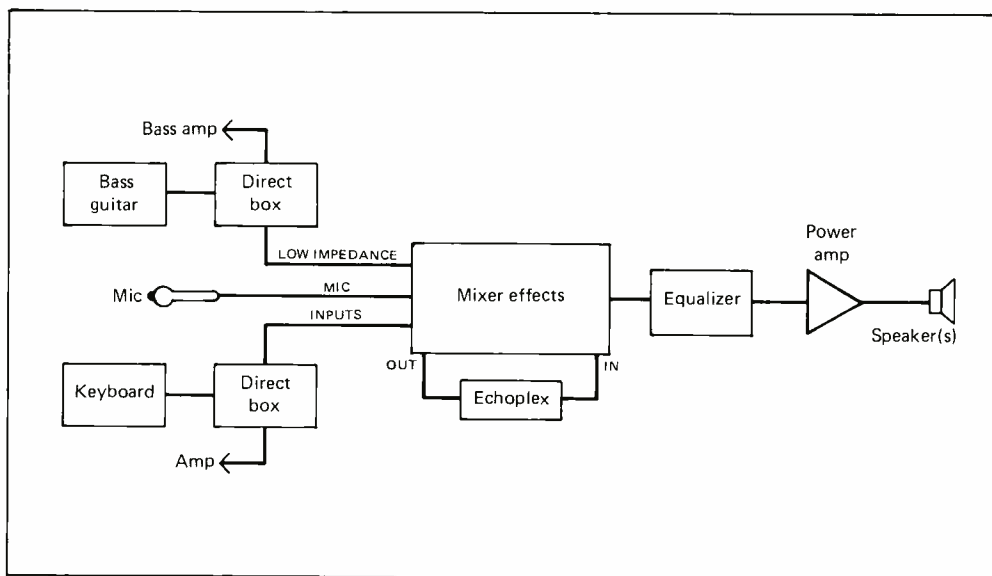 Bass amp
Bass
guitar
Direct
box
LOW IMPEDANCE
Mic
MIC
INPUTS
Keyboard
Direct
box
Amp
Mixer effects
OUT
IN
Echoplex
Equalizer
Power
amp
Speaker(s)